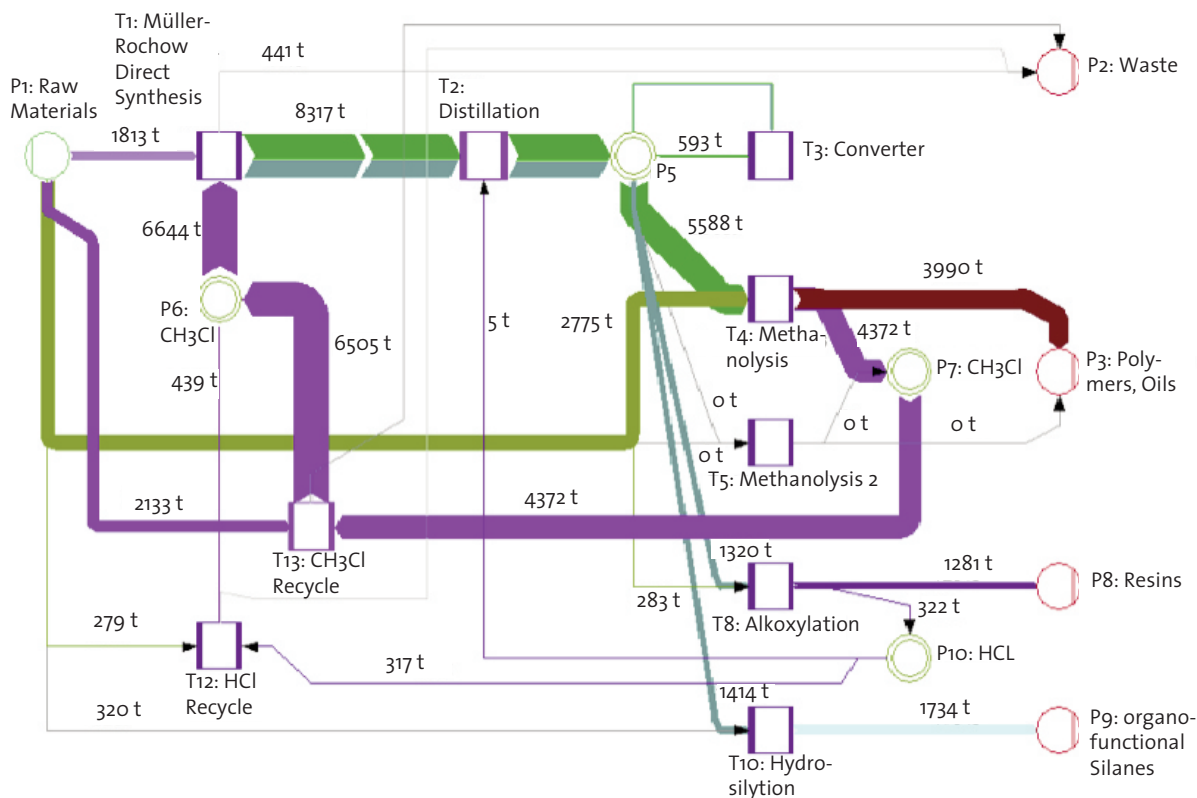 T1: Müller-
Rochow
Direct
Synthesis
441 t
P2: Waste
P1: Raw
Materials
T2:
Distillation
8317 t
1813 t
593 t
T3: Converter
P5
6644 t
5588 t
3990 t
P6:
CH3Cl
6505 t
5 t
2775 t
T4: Metha-
nolysis
4372 t
P7: CH3Cl
P3: Poly-
mers, Oils
439 t
0 t
0 t
0 t
0 t
T5: Methanolysis 2
2133 t
4372 t
T13: CH3Cl
Recycle
1320 t
1281 t
P8: Resins
283 t
T8: Alkoxylation
322 t
279 t
P10: HCL
317 t
T12: HCl
Recycle
320 t
1414 t
1734 t
P9: organo-
functional
Silanes
T10: Hydro-
silytion